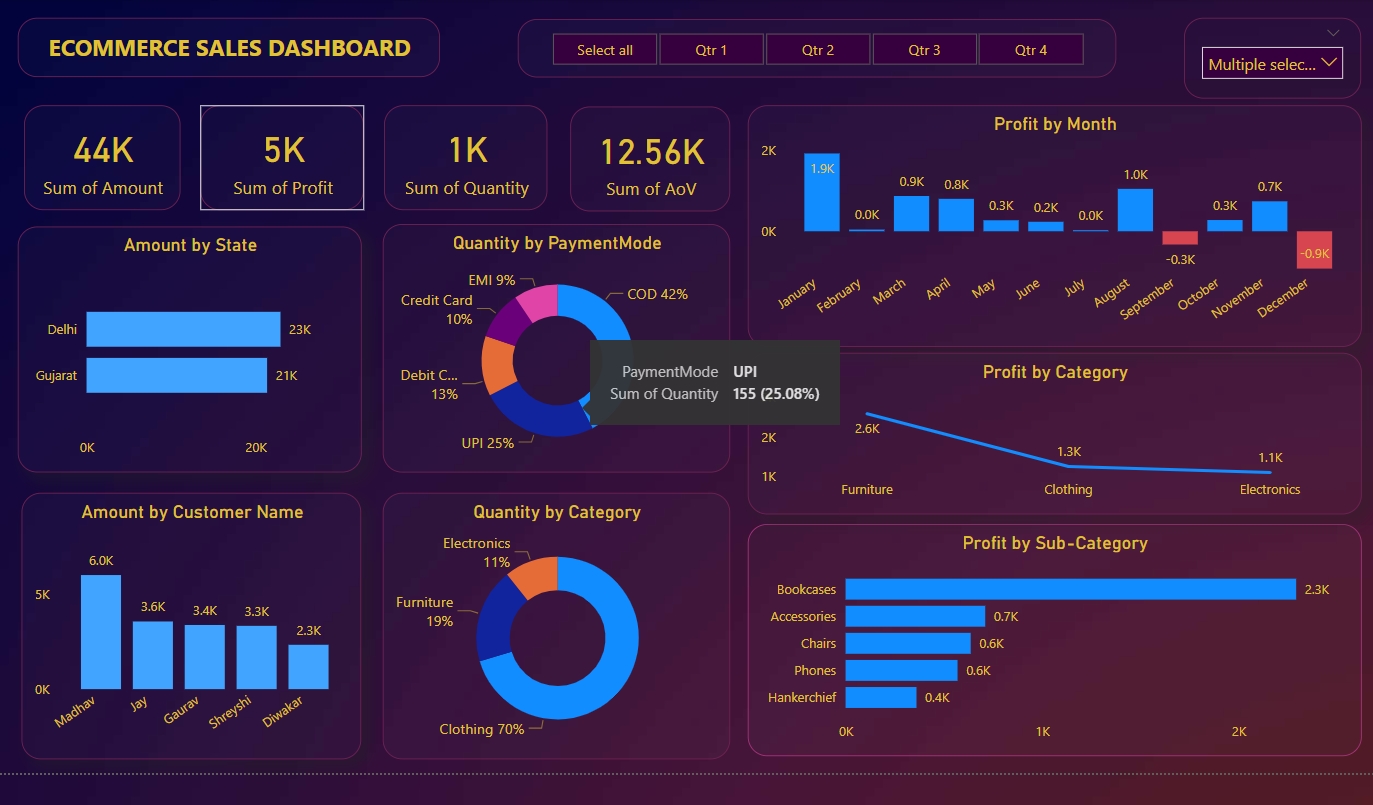 ECOMMERCE SALES DASHBOARD
Select all
Qtr 1
Qtr 2
Qtr 3
Qtr 4
Multiple selec...
44K
Sum of Amount
5K
Sum of Profit
1K
Sum of Quantity
12.56K
Sum of AoV
Profit by Month
2K
0K
1.9K
0.0K
0.9K
0.8K
0.3K
0.2K
0.0K
1.0K
-0.3K
0.3K
0.7K
-0.9K
January
February
March
April
May
June
July
August
September
October
November
December
Amount by State
Delhi
23K
Gujarat
21K
0K
20K
Quantity by PaymentMode
EMI 9%
COD 42%
Credit Card
10%
Debit C...
13%
UPI 25%
PaymentMode UPI
Sum of Quantity 155 (25.08%)
Profit by Category
2K
1K
2.6K
1.3K
1.1K
Furniture
Clothing
Electronics
Amount by Customer Name
5K
0K
6.0K
3.6K
3.4K
3.3K
2.3K
Madhav
Jay
Gaurav
Shreyshi
Diwakar
Quantity by Category
Electronics
11%
Furniture
19%
Clothing 70%
Profit by Sub-Category
Bookcases
2.3K
Accessories
0.7K
Chairs
0.6K
Phones
0.6K
Hankerchief
0.4K
0K
1K
2K